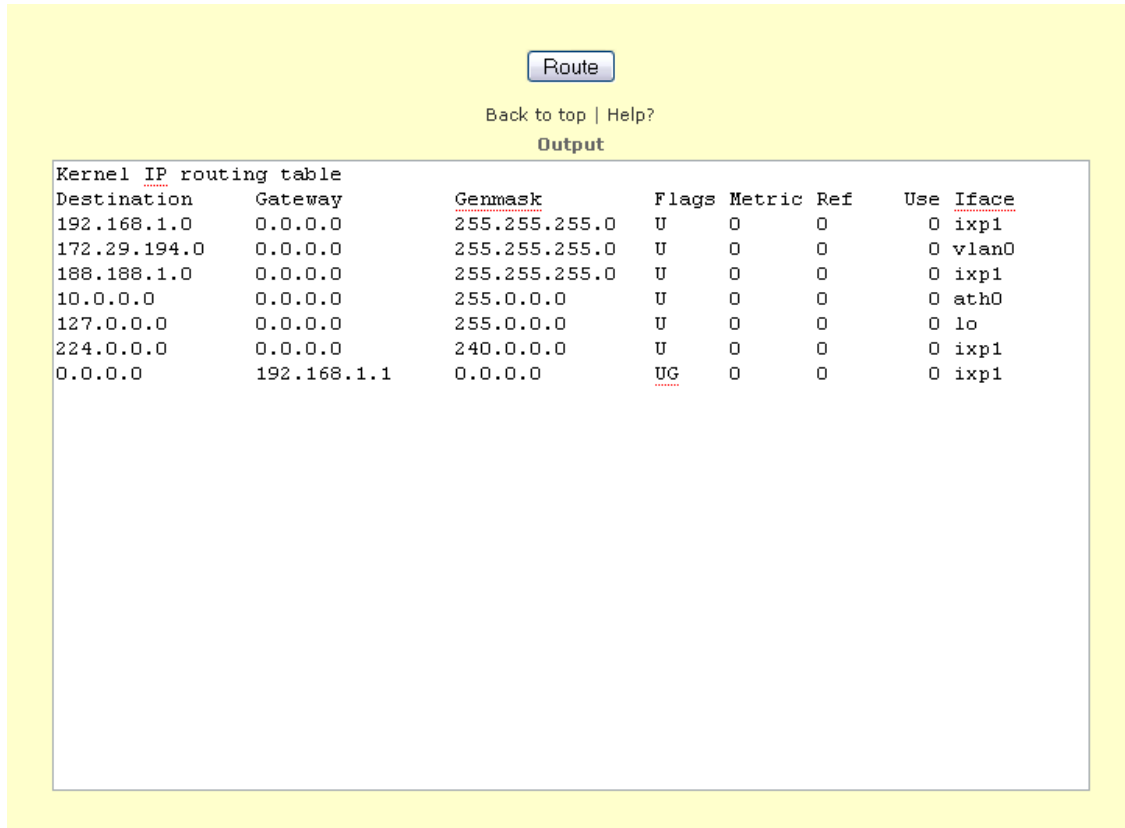 Route
Back to top | Help?
Output
Kernel IP routing table
Destination Gateway Genmask Flags Metric Ref Use Iface
192.168.1.0 0.0.0.0 255.255.255.0 U 0 0 0 ixp1
172.29.194.0 0.0.0.0 255.255.255.0 U 0 0 0 vlan0
188.188.1.0 0.0.0.0 255.255.255.0 U 0 0 0 ixp1
10.0.0.0 0.0.0.0 255.0.0.0 U 0 0 0 ath0
127.0.0.0 0.0.0.0 255.0.0.0 U 0 0 0 lo
224.0.0.0 0.0.0.0 240.0.0.0 U 0 0 0 ixp1
0.0.0.0 192.168.1.1 0.0.0.0 UG 0 0 0 ixp1